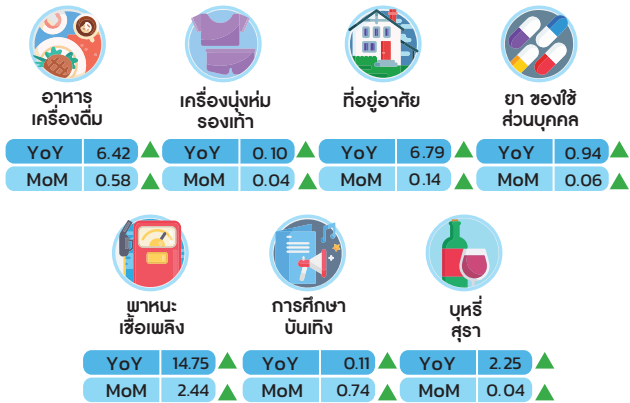 อาหาร
เครื่องดื่ม
เครื่องนุ่งห่ม
รองเท้า
ที่อยู่อาศัย
ยา ของใช้
ส่วนบุคคล
YoY 6.42
MoM 0.58
YoY 0.10
MoM 0.04
YoY 6.79
MoM 0.14
YoY 0.94
MoM 0.06
พาหนะ
เชื้อเพลิง
การศึกษา
บันเทิง
บุหรี่
สุรา
YoY 14.75
MoM 2.44
YoY 0.11
MoM 0.74
YoY 2.25
MoM 0.04